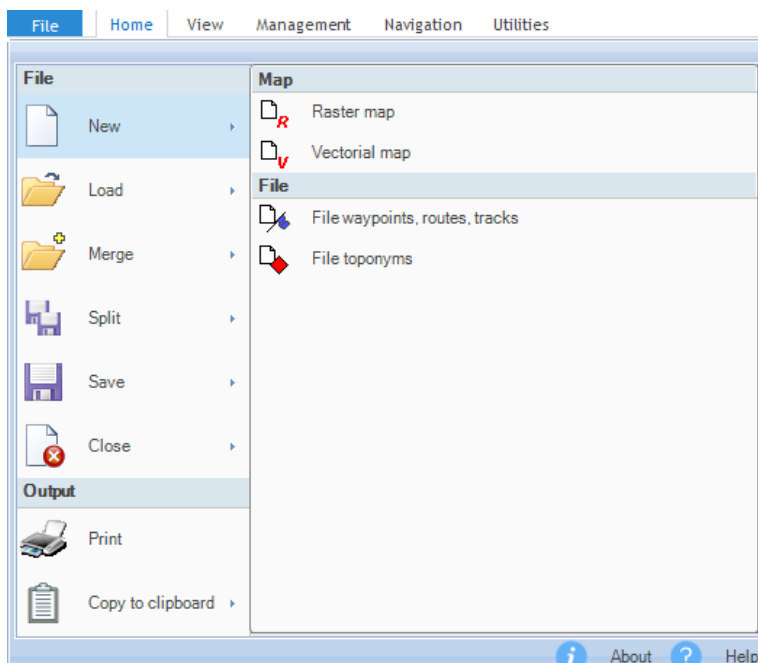 File Home View Management Navigation Utilities
File
New
Load
Merge
Split
Save
Close
Output
Print
Copy to clipboard
Map
R Raster map
V Vectorial map
File
File waypoints, routes, tracks
File toponyms
i About ? Help